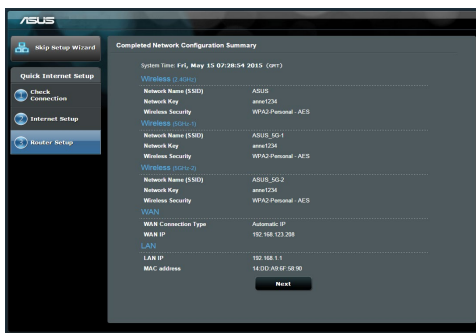 ASUS
Skip Setup Wizard
Quick Internet Setup
1 Check Connection
2 Internet Setup
3 Router Setup
Completed Network Configuration Summary
System Time: Fri, May 15 07:28:54 2015 (GMT)
Wireless (2.4GHz)
Network Name (SSID) ASUS
Network Key anne1234
Wireless Security WPA2-Personal - AES
Wireless (5GHz-1)
Network Name (SSID) ASUS_5G-1
Network Key anne1234
Wireless Security WPA2-Personal - AES
Wireless (5GHz-2)
Network Name (SSID) ASUS_5G-2
Network Key anne1234
Wireless Security WPA2-Personal - AES
WAN
WAN Connection Type Automatic IP
WAN IP 192.168.123.208
LAN
LAN IP 192.168.1.1
MAC address 14:DD:A9:6F:58:90
Next